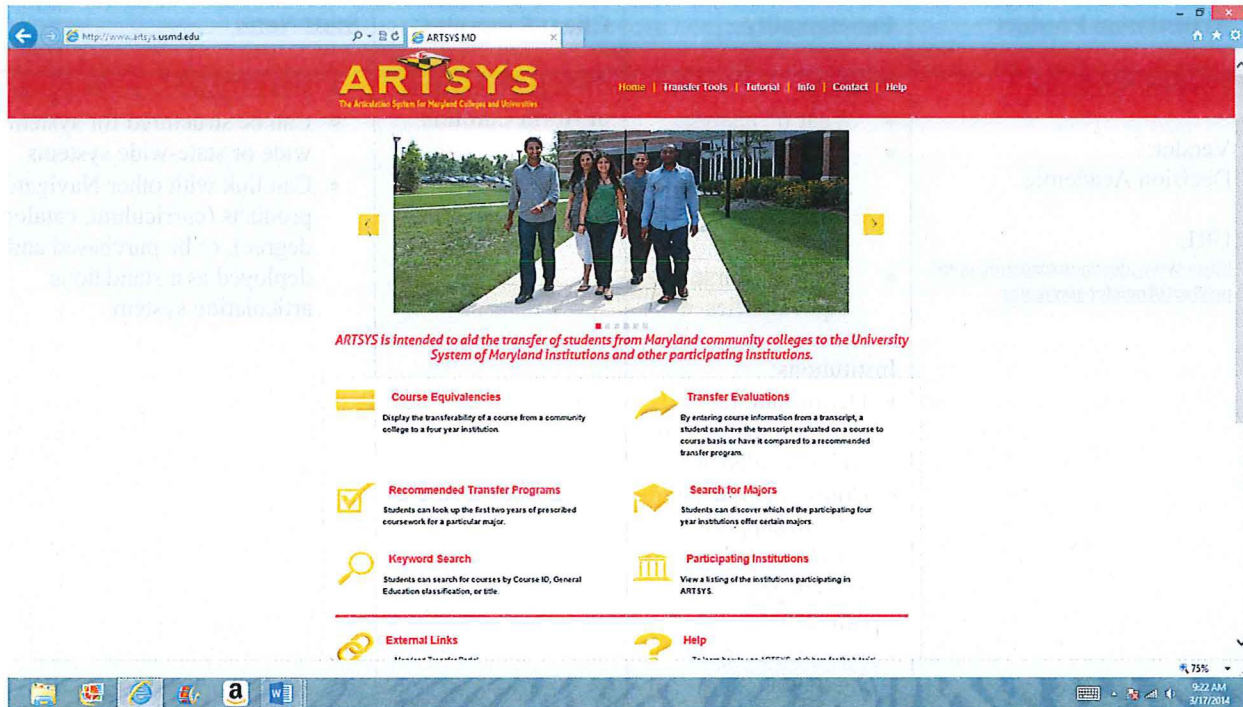 http://www.artsys.usmd.edu
ARTSYS MD
ARTSYS
The Articulation System for Maryland Colleges and Universities
Home | Transfer Tools | Tutorial | Info | Contact | Help
ARTSYS is intended to aid the transfer of students from Maryland community colleges to the University
System of Maryland institutions and other participating institutions.
Course Equivalencies
Display the transferability of a course from a community
college to a four year institution.
Transfer Evaluations
By entering course information from a transcript, a
student can have the transcript evaluated on a course to
course basis or have it compared to a recommended
transfer program.
Recommended Transfer Programs
Students can look up the first two years of prescribed
coursework for a particular major.
Search for Majors
Students can discover which of the participating four
year institutions offer certain majors.
Keyword Search
Students can search for courses by Course ID, General
Education classification, or title.
Participating Institutions
View a listing of the institutions participating in
ARTSYS.
External Links
Help
75%
9:22 AM
3/17/2014